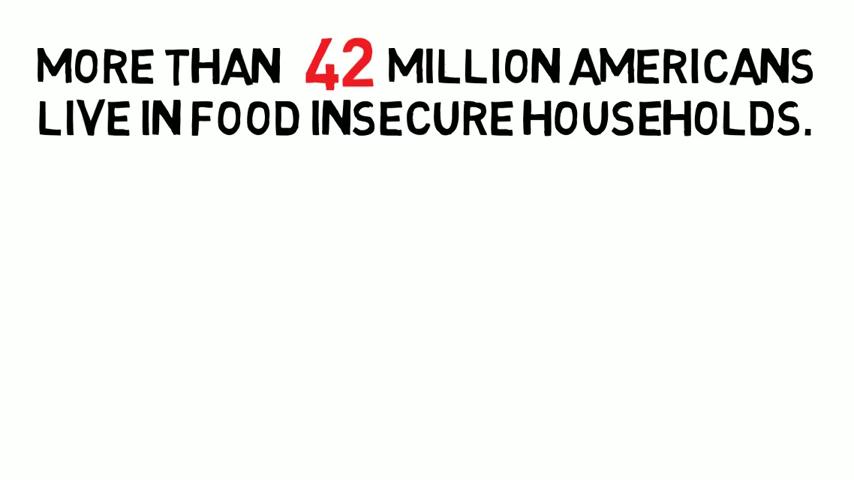 MORE THAN 42 MILLION AMERICANS
LIVE IN FOOD INSECURE HOUSEHOLDS.